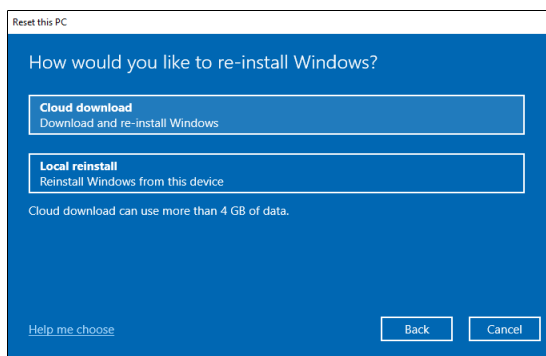 Reset this PC
How would you like to re-install Windows?
Cloud download
Download and re-install Windows
Local reinstall
Reinstall Windows from this device
Cloud download can use more than 4 GB of data.
Help me choose
Back
Cancel